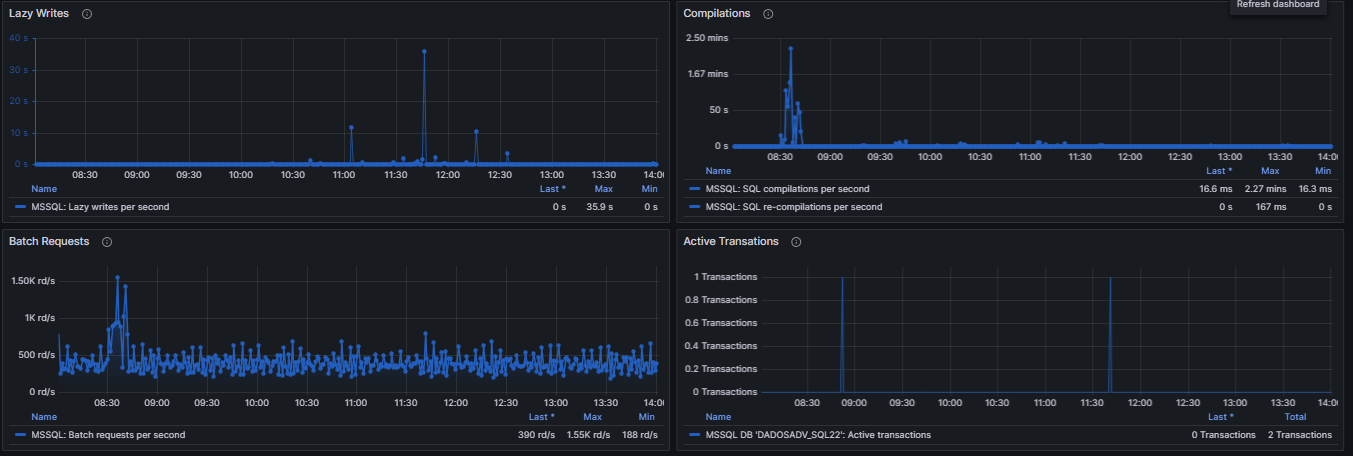 Refresh dashboard
Lazy Writes
40 s
30 s
20 s
10 s
0 s
08:30 09:00 09:30 10:00 10:30 11:00 11:30 12:00 12:30 13:00 13:30 14:00
Name Last * Max Min
MSSQL: Lazy writes per second 0 s 35.9 s 0 s
Compilations
2.50 mins
1.67 mins
50 s
0 s
08:30 09:00 09:30 10:00 10:30 11:00 11:30 12:00 12:30 13:00 13:30 14:00
Name Last * Max Min
MSSQL: SQL compilations per second 16.6 ms 2.27 mins 16.3 ms
MSSQL: SQL re-compilations per second 0 s 167 ms 0 s
Batch Requests
1.50K rd/s
1K rd/s
500 rd/s
0 rd/s
08:30 09:00 09:30 10:00 10:30 11:00 11:30 12:00 12:30 13:00 13:30 14:00
Name Last * Max Min
MSSQL: Batch requests per second 390 rd/s 1.55K rd/s 188 rd/s
Active Transations
1 Transactions
0.8 Transactions
0.6 Transactions
0.4 Transactions
0.2 Transactions
0 Transactions
08:30 09:00 09:30 10:00 10:30 11:00 11:30 12:00 12:30 13:00 13:30 14:00
Name Last * Total
MSSQL DB 'DADOSADV_SQL22': Active transactions 0 Transactions 2 Transactions